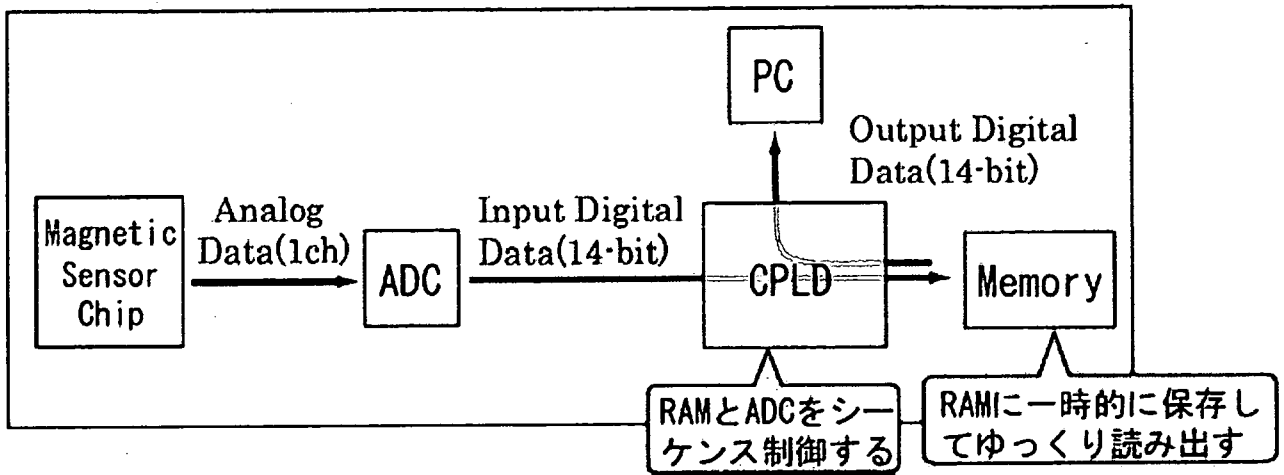 PC
Output Digital
Data(14-bit)
Magnetic
Sensor
Chip
Analog
Data(1ch)
ADC
Input Digital
Data(14-bit)
CPLD
Memory
RAMとADCをシー
ケンス制御する
RAMに一時的に保存し
てゆっくり読み出す